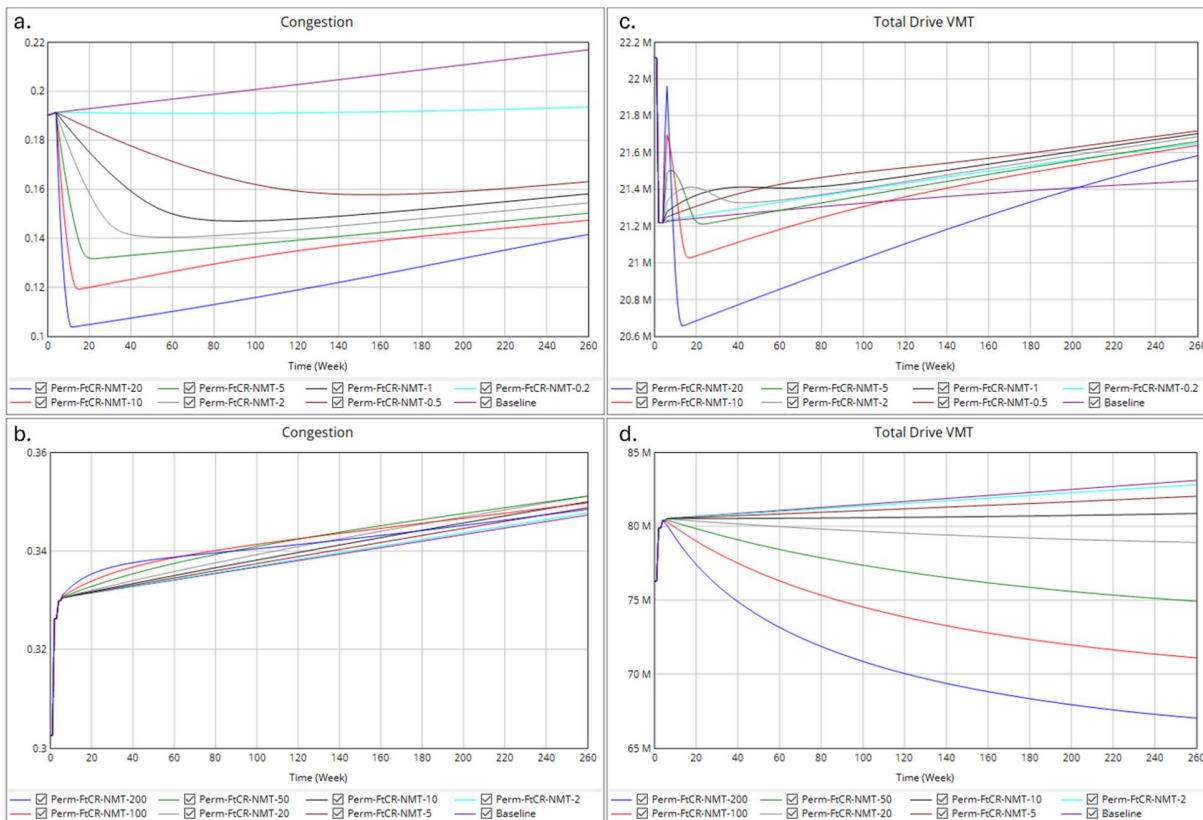 a.
Congestion
0.22
0.2
0.18
0.16
0.14
0.12
0.1
0 20 40 60 80 100 120 140 160 180 200 220 240 260
Time (Week)
Perm-FtCR-NMT-20 Perm-FtCR-NMT-5 Perm-FtCR-NMT-1 Perm-FtCR-NMT-0.2
Perm-FtCR-NMT-10 Perm-FtCR-NMT-2 Perm-FtCR-NMT-0.5 Baseline
c.
Total Drive VMT
22.2 M
22 M
21.8 M
21.6 M
21.4 M
21.2 M
21 M
20.8 M
20.6 M
0 20 40 60 80 100 120 140 160 180 200 220 240 260
Time (Week)
Perm-FtCR-NMT-20 Perm-FtCR-NMT-5 Perm-FtCR-NMT-1 Perm-FtCR-NMT-0.2
Perm-FtCR-NMT-10 Perm-FtCR-NMT-2 Perm-FtCR-NMT-0.5 Baseline
b.
Congestion
0.36
0.34
0.32
0.3
0 20 40 60 80 100 120 140 160 180 200 220 240 260
Time (Week)
Perm-FtCR-NMT-200 Perm-FtCR-NMT-50 Perm-FtCR-NMT-10 Perm-FtCR-NMT-2
Perm-FtCR-NMT-100 Perm-FtCR-NMT-20 Perm-FtCR-NMT-5 Baseline
d.
Total Drive VMT
85 M
80 M
75 M
70 M
65 M
0 20 40 60 80 100 120 140 160 180 200 220 240 260
Time (Week)
Perm-FtCR-NMT-200 Perm-FtCR-NMT-50 Perm-FtCR-NMT-10 Perm-FtCR-NMT-2
Perm-FtCR-NMT-100 Perm-FtCR-NMT-20 Perm-FtCR-NMT-5 Baseline